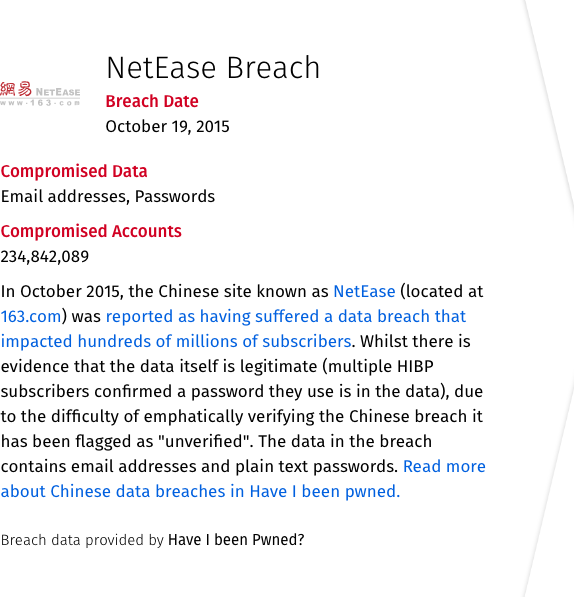 NetEase Breach
網易 NETEASE
www·163·com
Breach Date
October 19, 2015
Compromised Data
Email addresses, Passwords
Compromised Accounts
234,842,089
In October 2015, the Chinese site known as NetEase (located at
163.com) was reported as having suffered a data breach that
impacted hundreds of millions of subscribers. Whilst there is
evidence that the data itself is legitimate (multiple HIBP
subscribers confirmed a password they use is in the data), due
to the difficulty of emphatically verifying the Chinese breach it
has been flagged as "unverified". The data in the breach
contains email addresses and plain text passwords. Read more
about Chinese data breaches in Have I been pwned.
Breach data provided by Have I been Pwned?